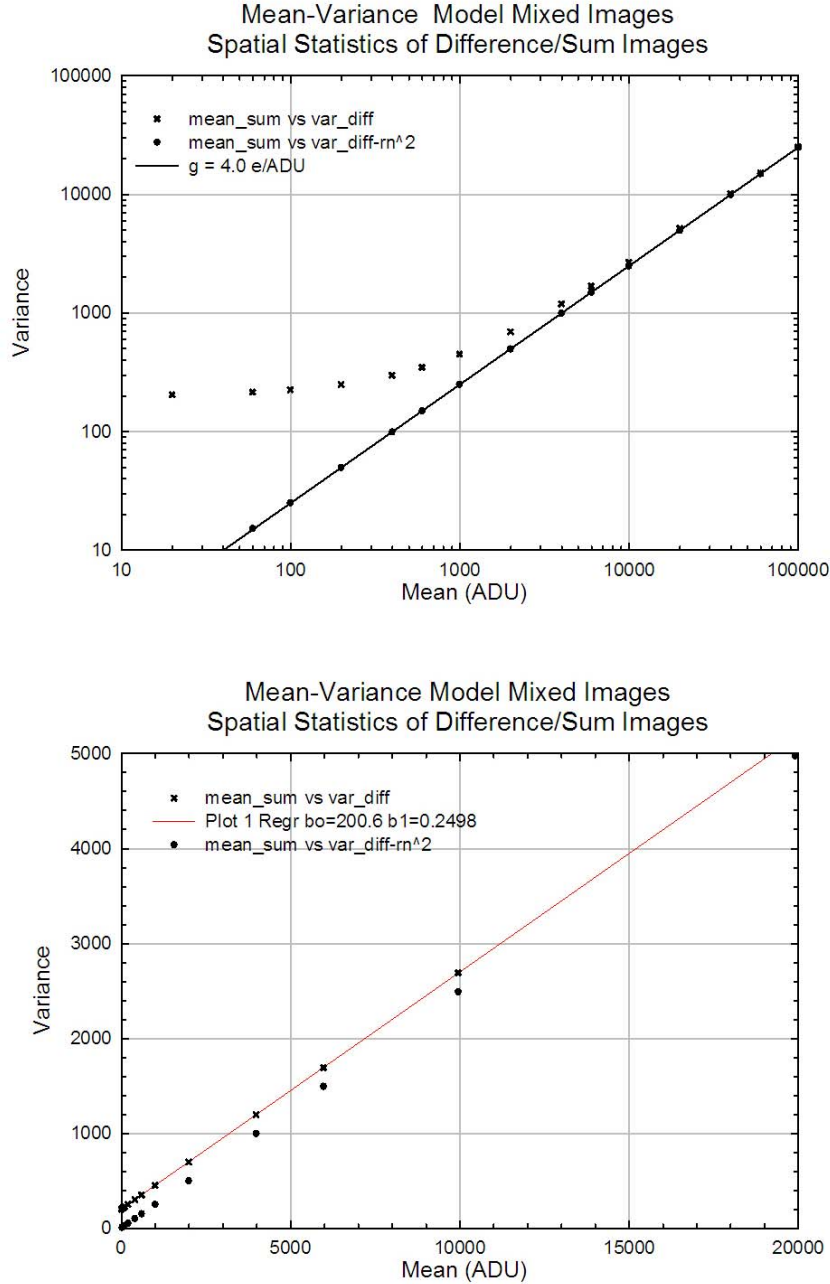 Mean-Variance Model Mixed Images
Spatial Statistics of Difference/Sum Images
100000
10000
1000
100
10
Variance
mean_sum vs var_diff
mean_sum vs var_diff-rn^2
g = 4.0 e/ADU
10
100
1000
10000
100000
Mean (ADU)
Mean-Variance Model Mixed Images
Spatial Statistics of Difference/Sum Images
5000
4000
3000
2000
1000
0
Variance
mean_sum vs var_diff
Plot 1 Regr bo=200.6 b1=0.2498
mean_sum vs var_diff-rn^2
0
5000
10000
15000
20000
Mean (ADU)